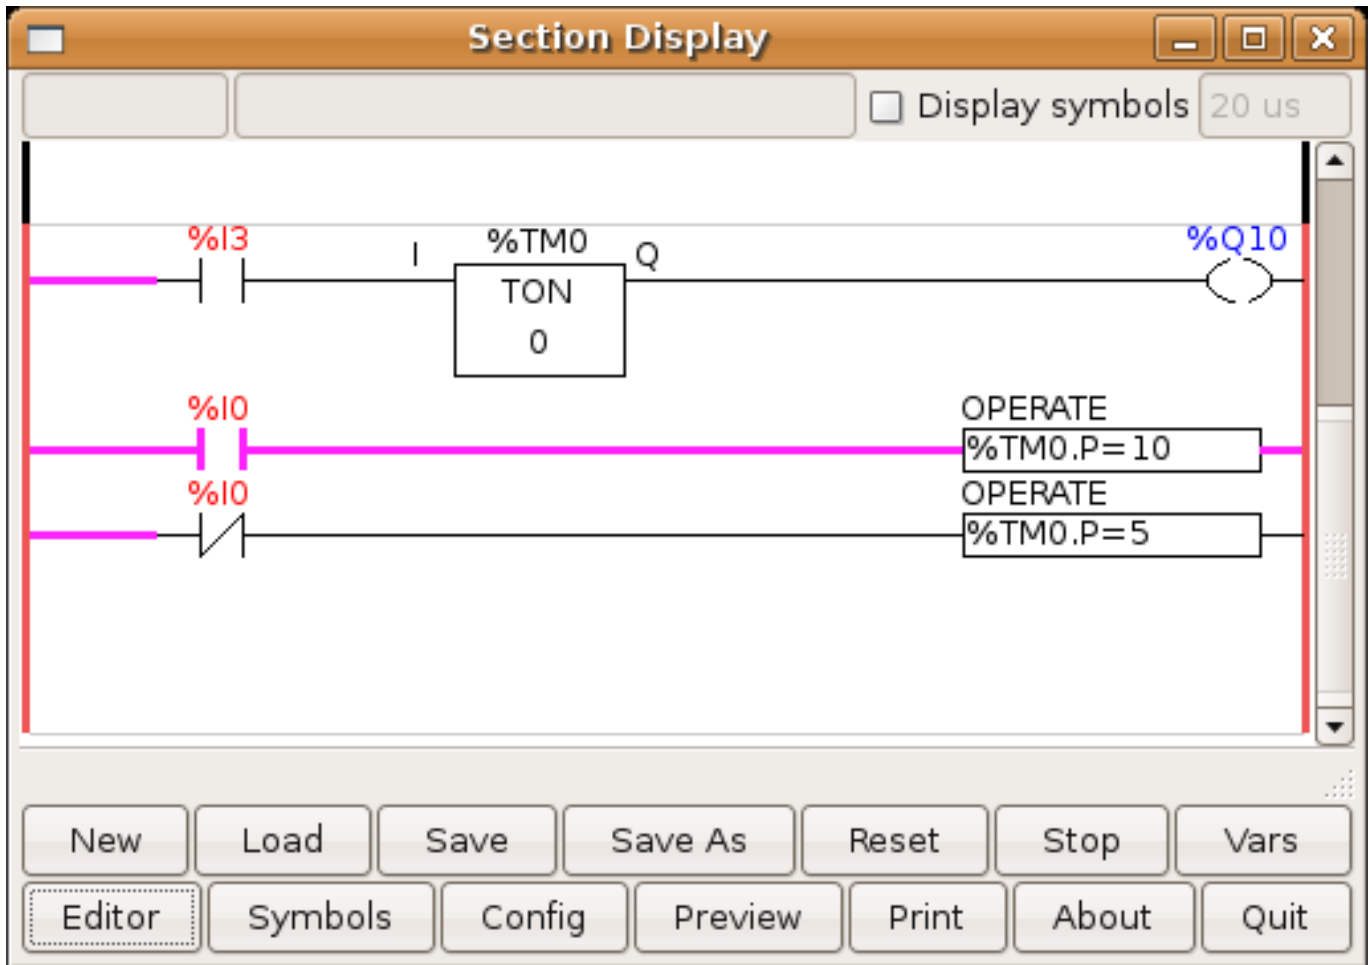 Section Display
Display symbols 20 us
%I3 I %TM0 Q %Q10
TON
0
%I0 OPERATE
%TM0.P=10
%I0 OPERATE
%TM0.P=5
New Load Save Save As Reset Stop Vars
Editor Symbols Config Preview Print About Quit